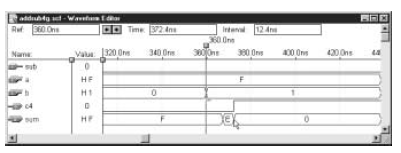 addsub4g.scf - Waveform Editor
Ref: 360.0ns Time: 372.4ns Interval: 12.4ns
360.0ns
Name: Value: 320.0ns 340.0ns 360.0ns 380.0ns 400.0ns 420.0ns 44
sub 0
a H F F
b H 1 0 1
c4 0
sum H F F E 0